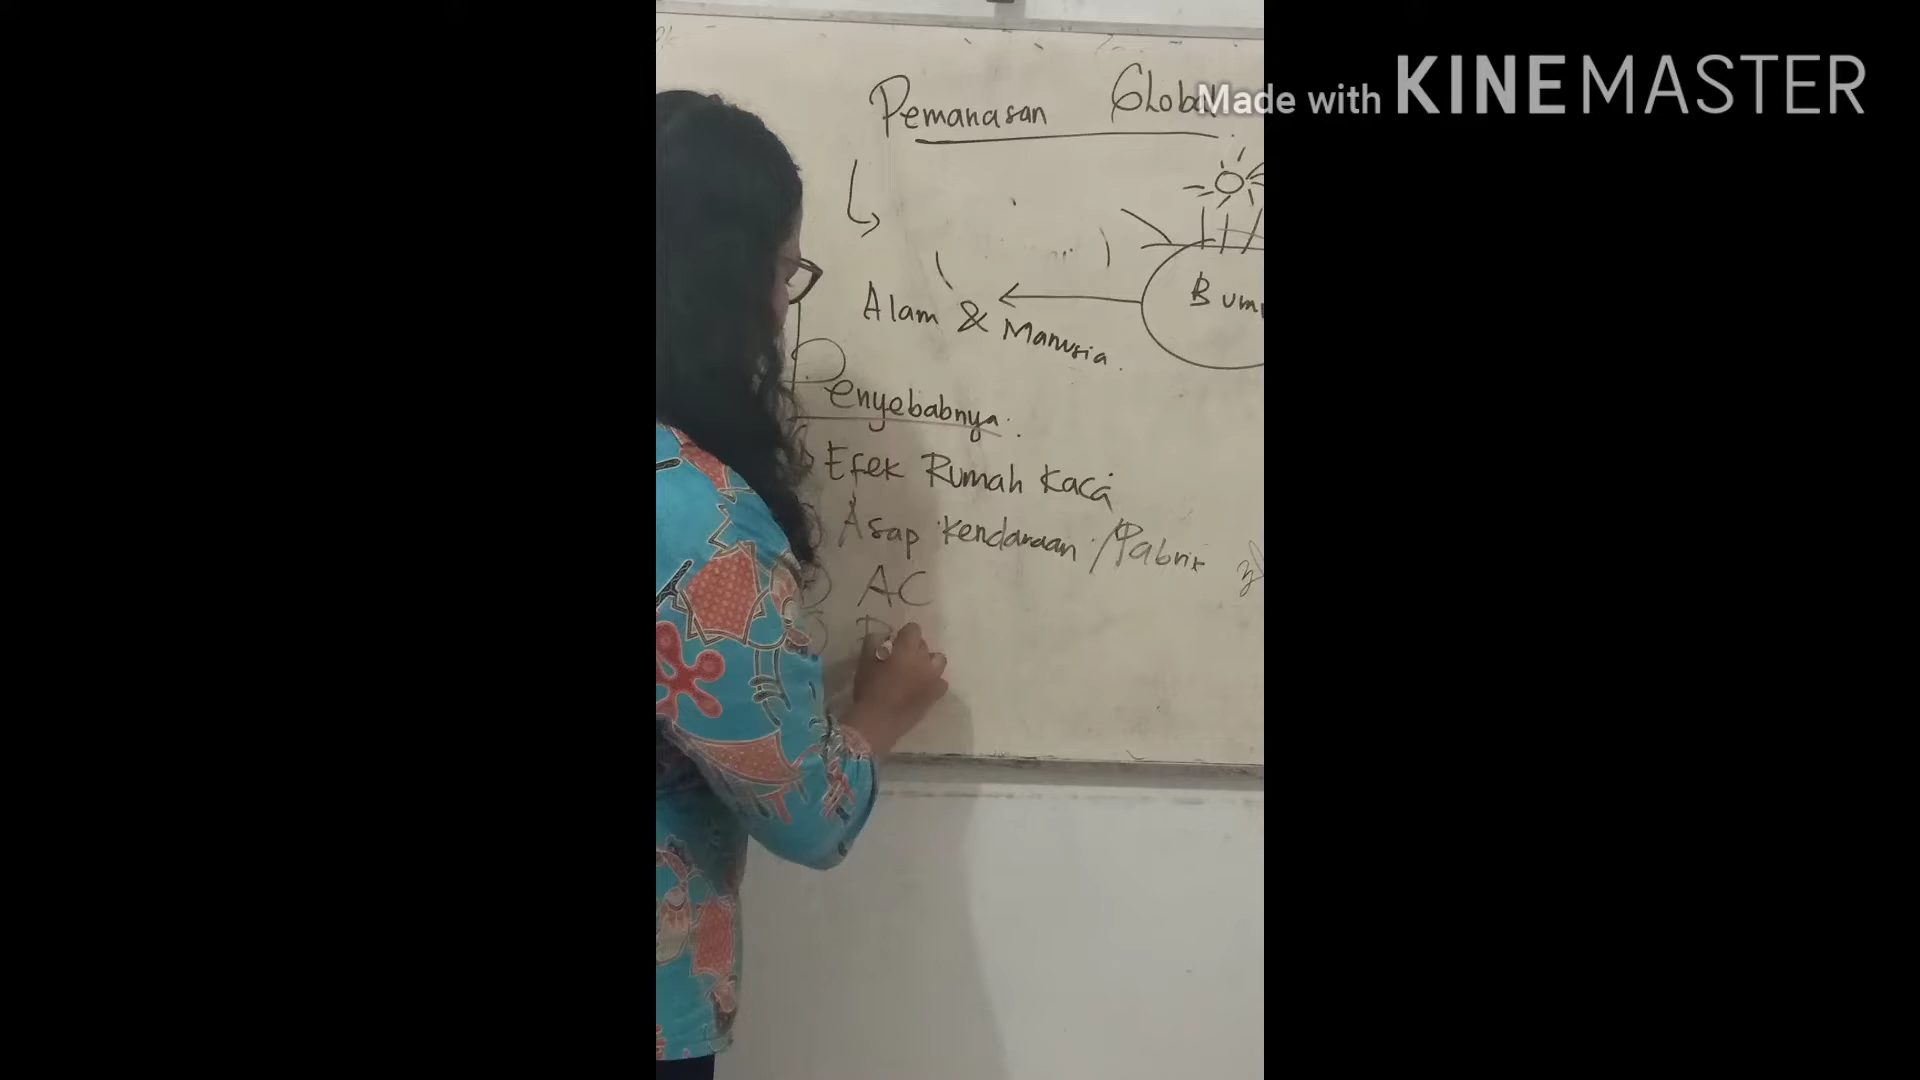 Pemanasan Global
Made with KINEMASTER
Bumi
Alam & Manusia.
Penyebabnya.
Efek Rumah Kaca
Asap Kendaraan / Pabrik
AC